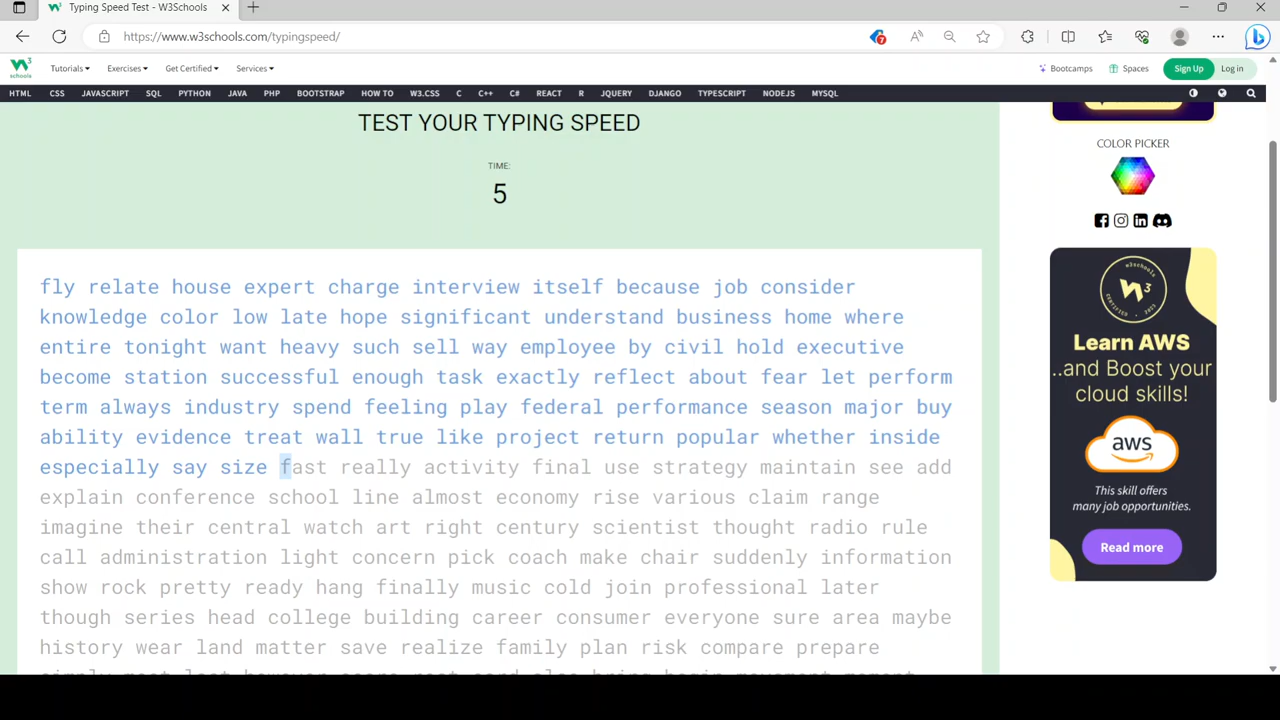 Typing Speed Test - W3Schools
https://www.w3schools.com/typingspeed/
7
W3 schools Tutorials Exercises Get Certified Services Bootcamps Spaces Sign Up Log in
HTML CSS JAVASCRIPT SQL PYTHON JAVA PHP BOOTSTRAP HOW TO W3.CSS C C++ C# REACT R JQUERY DJANGO TYPESCRIPT NODEJS MYSQL
TEST YOUR TYPING SPEED
TIME:
5
fly relate house expert charge interview itself because job consider
knowledge color low late hope significant understand business home where
entire tonight want heavy such sell way employee by civil hold executive
become station successful enough task exactly reflect about fear let perform
term always industry spend feeling play federal performance season major buy
ability evidence treat wall true like project return popular whether inside
especially say size fast really activity final use strategy maintain see add
explain conference school line almost economy rise various claim range
imagine their central watch art right century scientist thought radio rule
call administration light concern pick coach make chair suddenly information
show rock pretty ready hang finally music cold join professional later
though series head college building career consumer everyone sure area maybe
history wear land matter save realize family plan risk compare prepare
COLOR PICKER
Learn AWS
..and Boost your
cloud skills!
aws
This skill offers
many job opportunities.
Read more